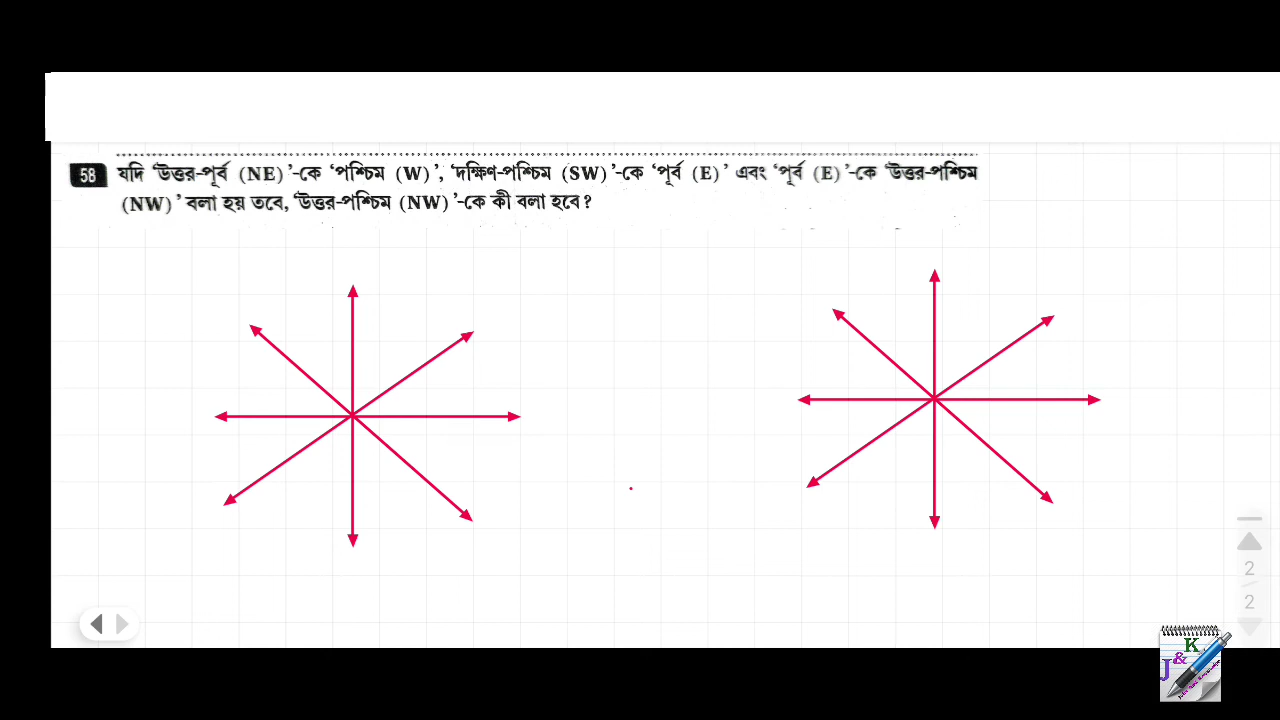 58 যদি ‘উত্তর-পূর্ব (NE)’-কে ‘পশ্চিম (W)’, ‘দক্ষিণ-পশ্চিম (SW)’-কে ‘পূর্ব (E)’ এবং ‘পূর্ব (E)’-কে ‘উত্তর-পশ্চিম
(NW)’ বলা হয় তবে, ‘উত্তর-পশ্চিম (NW)’-কে কী বলা হবে?
2
2
J & K